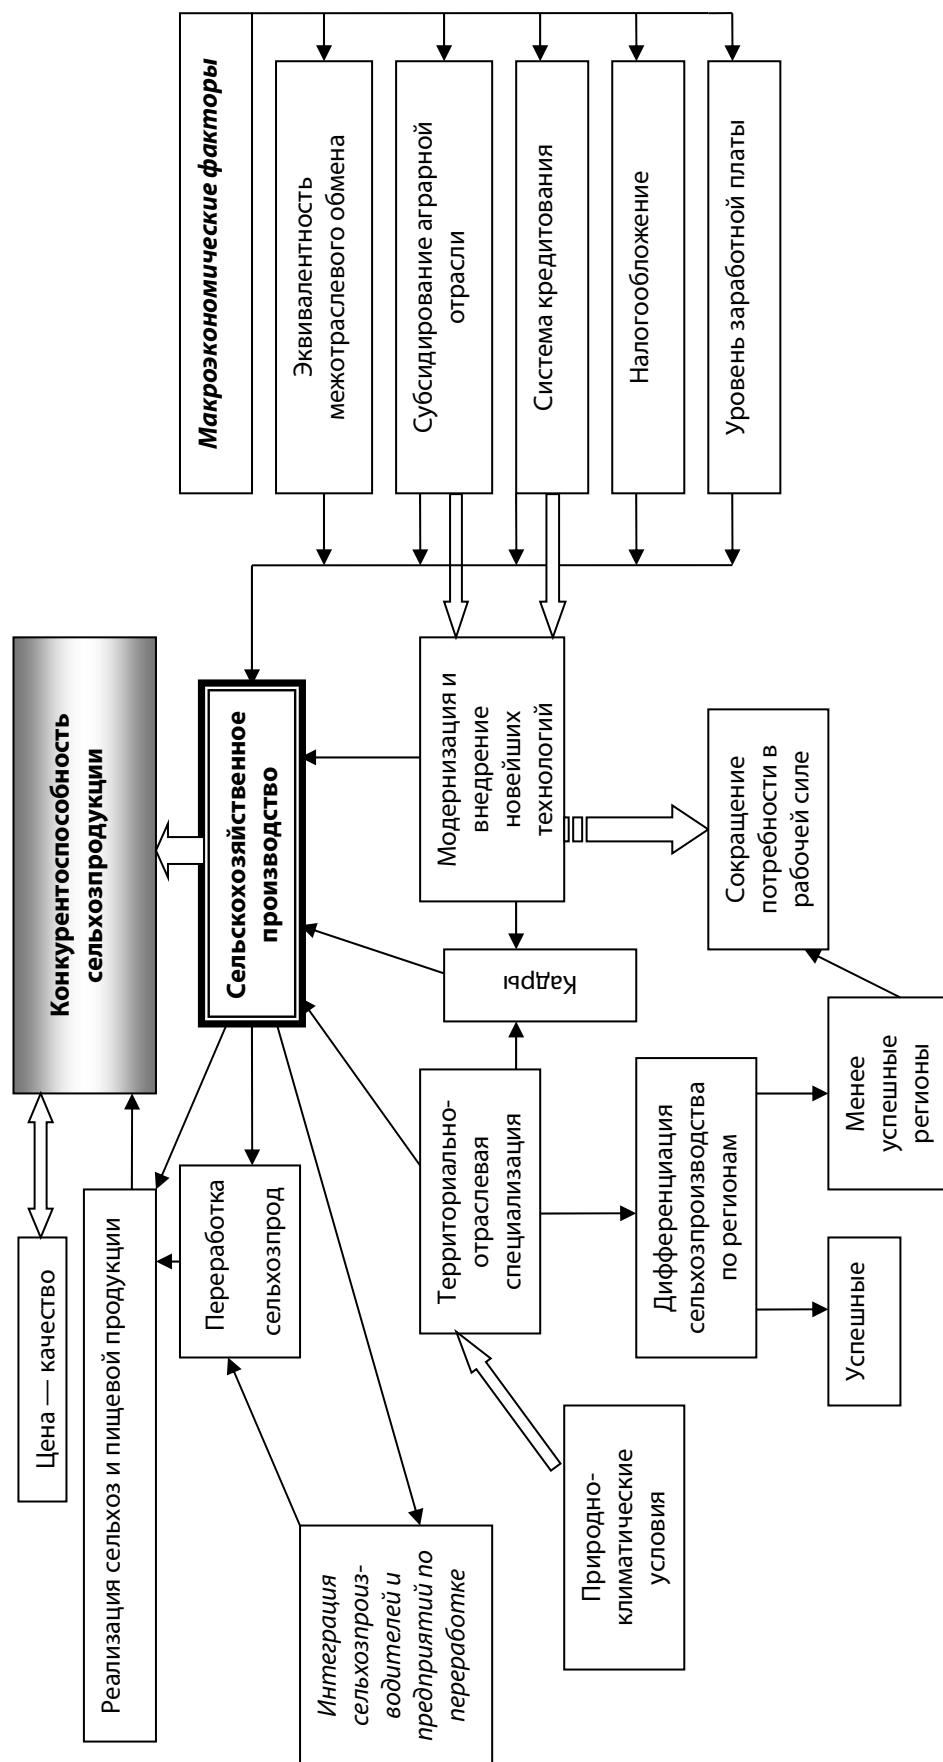 Цена — качество
Конкурентоспособность
сельхозпродукции
Реализация сельхоз и пищевой продукции
Макроэкономические факторы
Переработка
сельхозпрод
Сельскохозяйственное
производство
Эквивалентность
межотраслевого обмена
Интеграция
сельхозпроиз-
водителей и
предприятий по
переработке
Субсидирование аграрной
отрасли
Территориально-
отраслевая
специализация
Кадры
Модернизация и
внедрение
новейших
технологий
Система кредитования
Природно-
климатические
условия
Дифференциация
сельхозпроизводства
по регионам
Налогообложение
Уровень заработной платы
Сокращение
потребности в
рабочей силе
Успешные
Менее
успешные
регионы